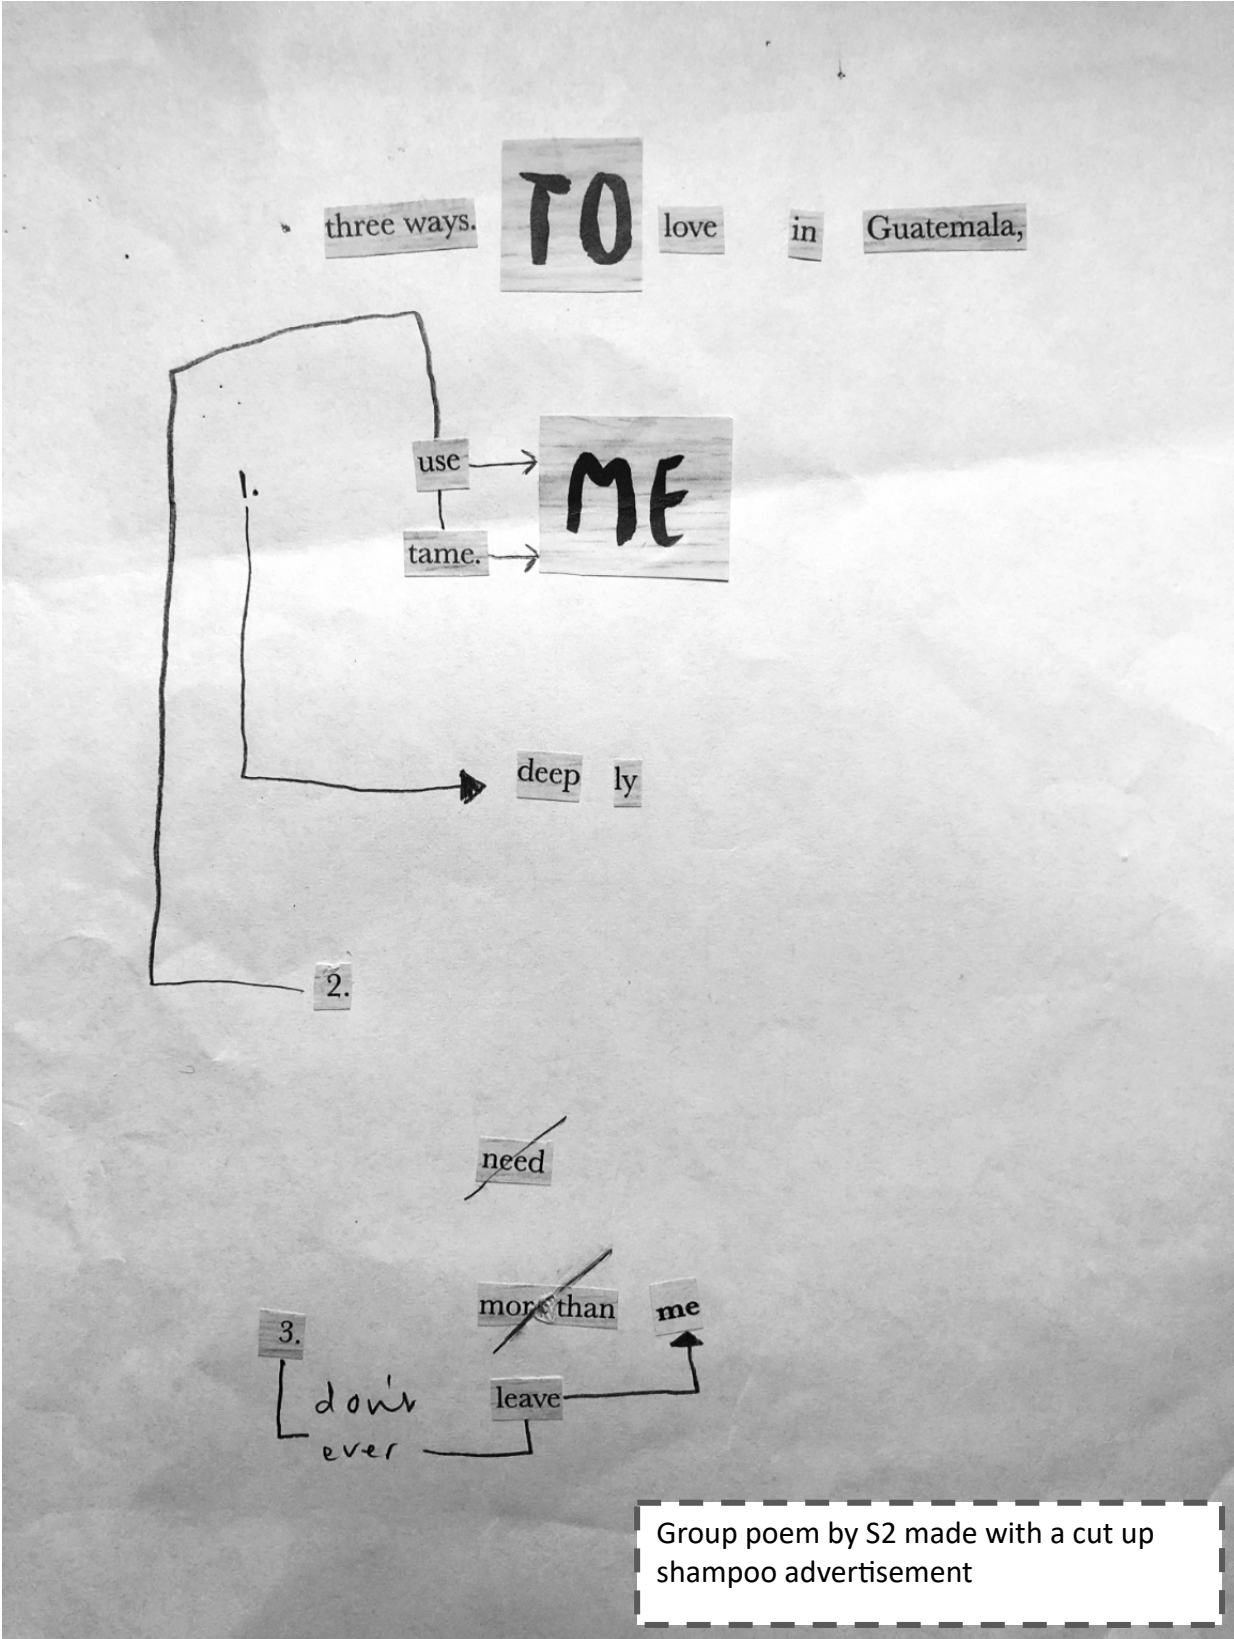 three ways. TO love in Guatemala,
1.
use ME
tame.
deep ly
2.
need
more than me
3.
don't leave
ever
Group poem by S2 made with a cut up
shampoo advertisement